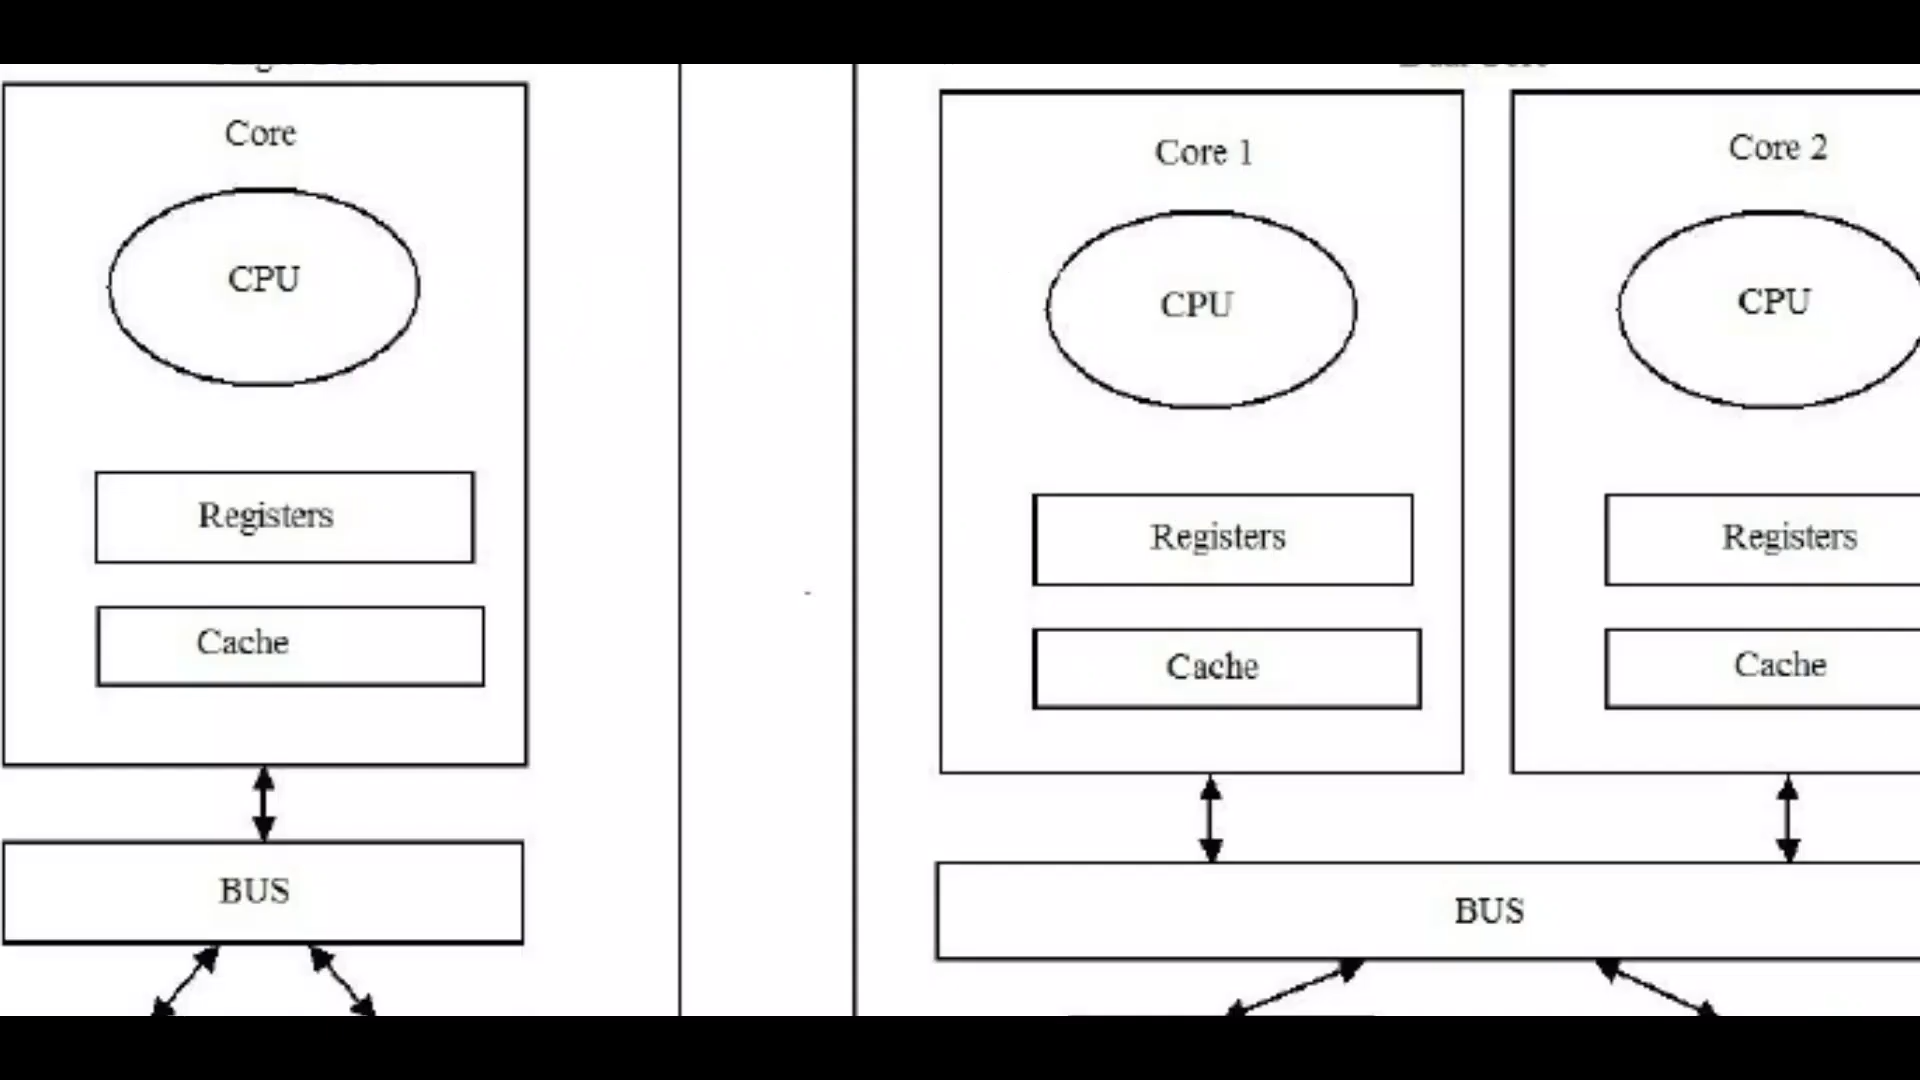 Core
CPU
Registers
Cache
BUS
Core 1
CPU
Registers
Cache
Core 2
CPU
Registers
Cache
BUS